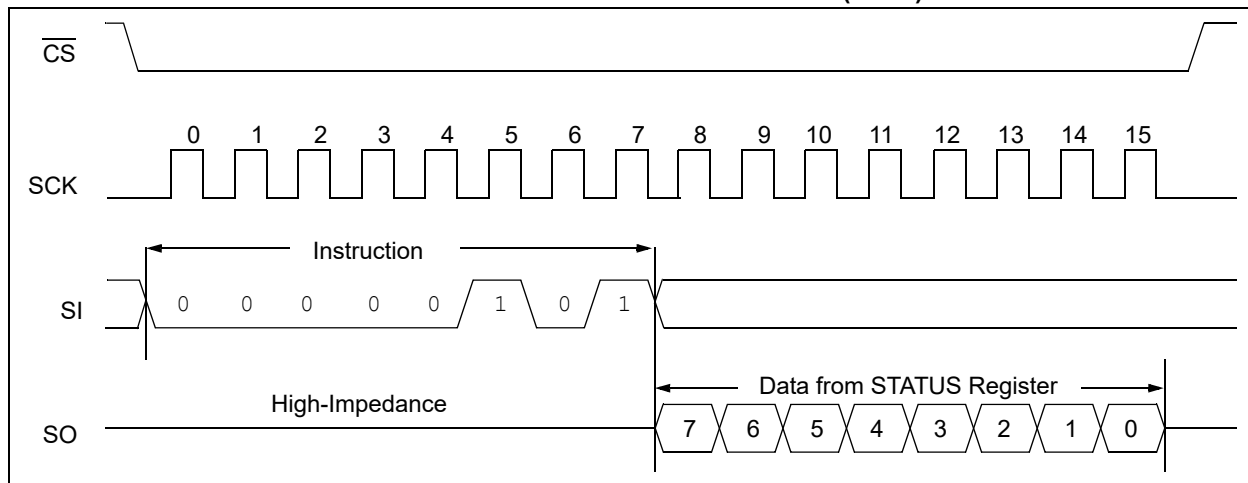 CS
0 1 2 3 4 5 6 7 8 9 10 11 12 13 14 15
SCK
Instruction
SI 0 0 0 0 0 1 0 1
Data from STATUS Register
High-Impedance
SO 7 6 5 4 3 2 1 0